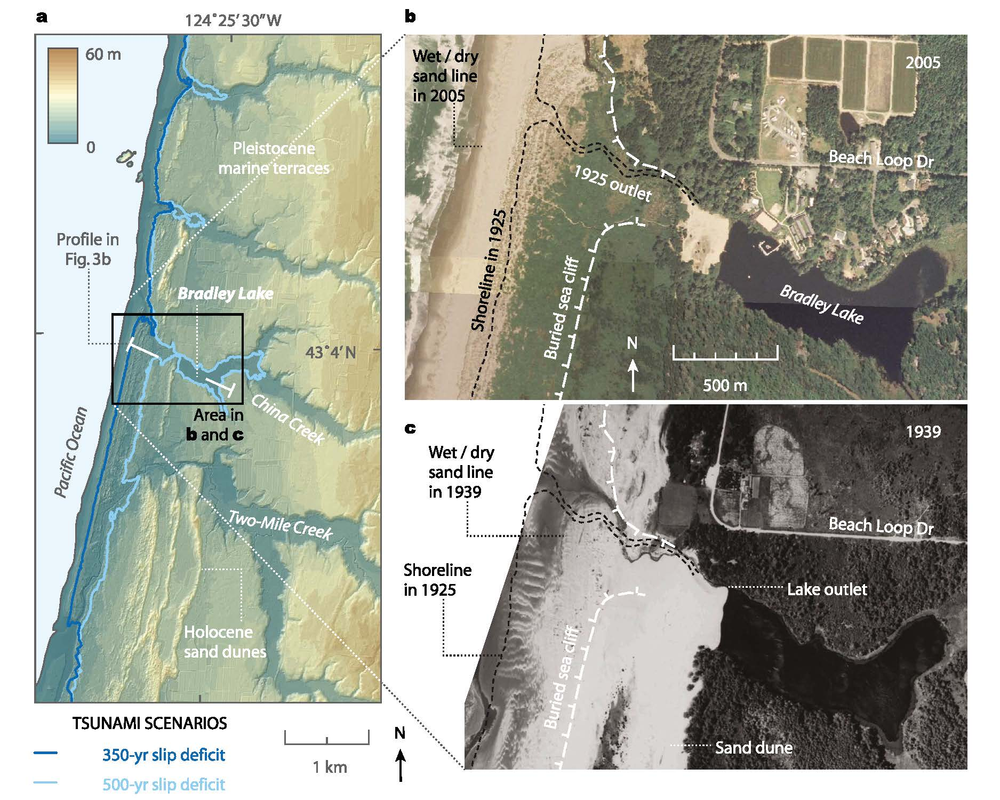 a
124°25′30″W
60 m
0
Pleistocene
marine terraces
Profile in
Fig. 3b
Bradley Lake
43°4′N
China Creek
Area in
b and c
Pacific Ocean
Two-Mile Creek
Holocene
sand dunes
TSUNAMI SCENARIOS
350-yr slip deficit
500-yr slip deficit
1 km
N
b
Wet / dry
sand line
in 2005
2005
Beach Loop Dr
1925 outlet
Shoreline in 1925
Buried sea cliff
Bradley Lake
N
500 m
c
1939
Wet / dry
sand line
in 1939
Beach Loop Dr
Shoreline
in 1925
Lake outlet
Buried sea cliff
Sand dune